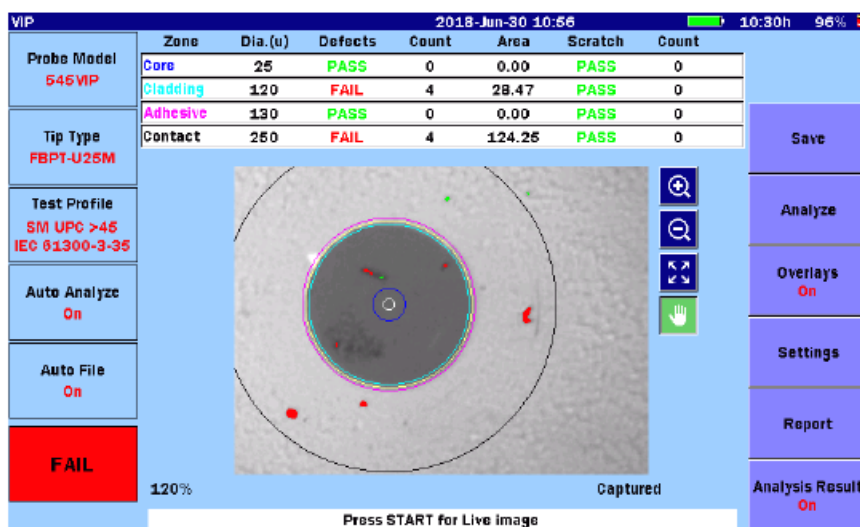 VIP 2018-Jun-30 10:56 10:30h 96%
Probe Model
545VIP
Tip Type
FBPT-U25M
Test Profile
SM UPC >45
IEC 61300-3-35
Auto Analyze
On
Auto File
On
FAIL
Zone Dia.(u) Defects Count Area Scratch Count
Core 25 PASS 0 0.00 PASS 0
Cladding 120 FAIL 4 28.47 PASS 0
Adhesive 130 PASS 0 0.00 PASS 0
Contact 250 FAIL 4 124.25 PASS 0
120% Captured
Press START for Live image
Save
Analyze
Overlays
On
Settings
Report
Analysis Result
On